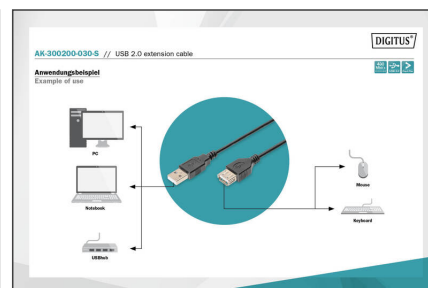 DIGITUS®
AK-300200-030-S // USB 2.0 extension cable
Anwendungsbeispiel
Example of use
PC
Notebook
USBhub
Mouse
Keyboard